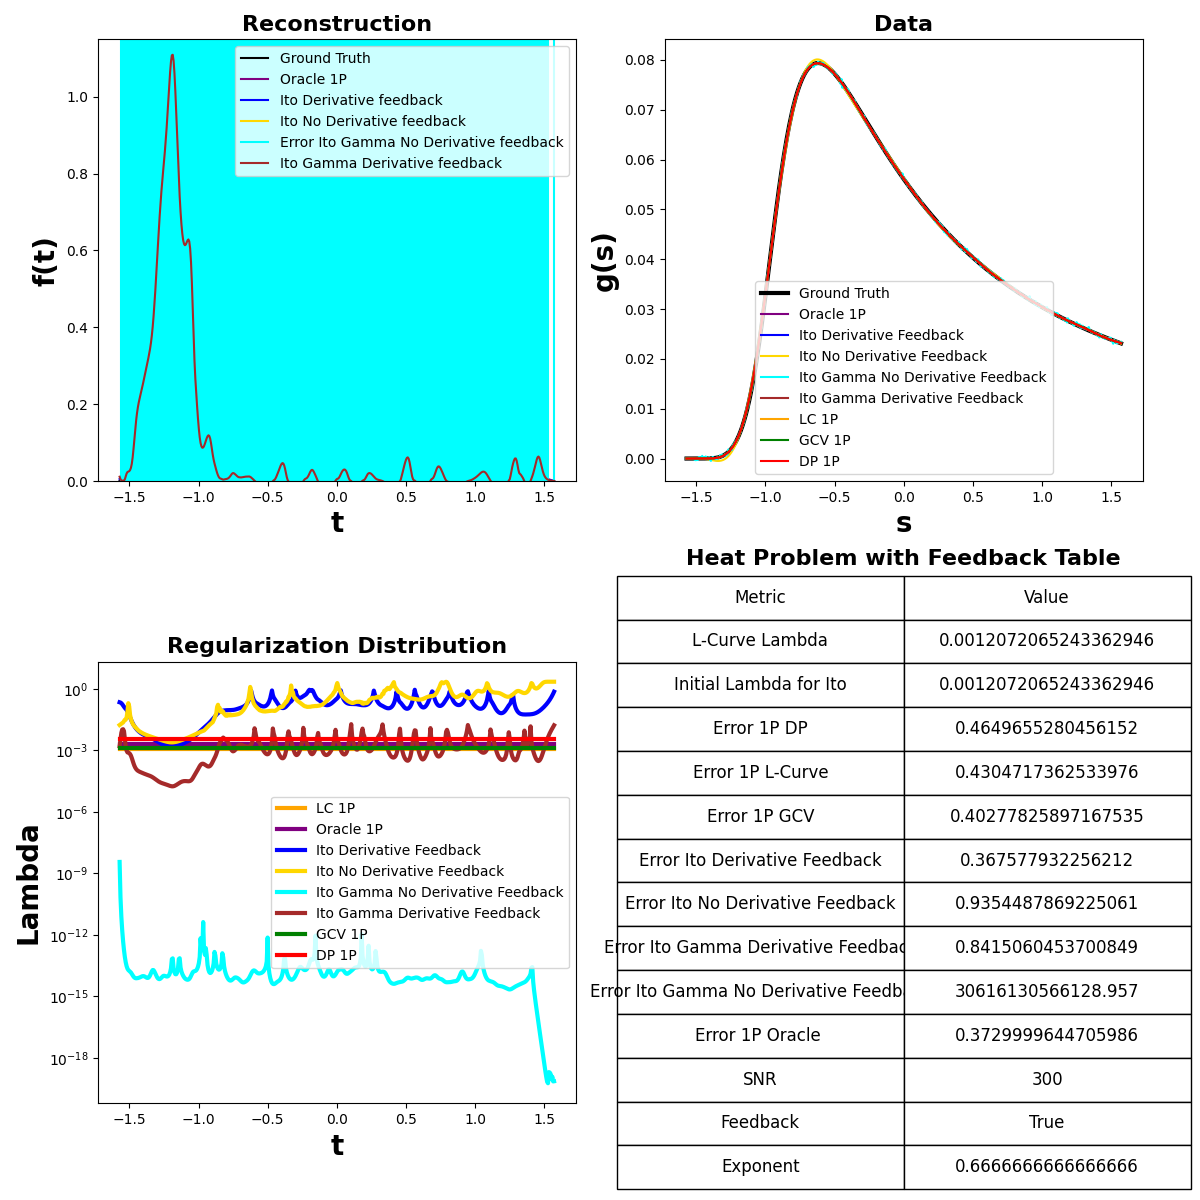 Reconstruction
f(t)
1.0
0.8
0.6
0.4
0.2
0.0
Ground Truth
Oracle 1P
Ito Derivative feedback
Ito No Derivative feedback
Error Ito Gamma No Derivative feedback
Ito Gamma Derivative feedback
−1.5 −1.0 −0.5 0.0 0.5 1.0 1.5
t
Data
g(s)
0.08
0.07
0.06
0.05
0.04
0.03
0.02
0.01
0.00
Ground Truth
Oracle 1P
Ito Derivative Feedback
Ito No Derivative Feedback
Ito Gamma No Derivative Feedback
Ito Gamma Derivative Feedback
LC 1P
GCV 1P
DP 1P
−1.5 −1.0 −0.5 0.0 0.5 1.0 1.5
s
Regularization Distribution
Lambda
10⁰
10⁻³
10⁻⁶
10⁻⁹
10⁻¹²
10⁻¹⁵
10⁻¹⁸
LC 1P
Oracle 1P
Ito Derivative Feedback
Ito No Derivative Feedback
Ito Gamma No Derivative Feedback
Ito Gamma Derivative Feedback
GCV 1P
DP 1P
−1.5 −1.0 −0.5 0.0 0.5 1.0 1.5
t
Heat Problem with Feedback Table
Metric Value
L-Curve Lambda 0.0012072065243362946
Initial Lambda for Ito 0.0012072065243362946
Error 1P DP 0.4649655280456152
Error 1P L-Curve 0.4304717362533976
Error 1P GCV 0.40277825897167535
Error Ito Derivative Feedback 0.367577932256212
Error Ito No Derivative Feedback 0.9354487869225061
Error Ito Gamma Derivative Feedbac 0.8415060453700849
Error Ito Gamma No Derivative Feedb 30616130566128.957
Error 1P Oracle 0.3729999644705986
SNR 300
Feedback True
Exponent 0.6666666666666666